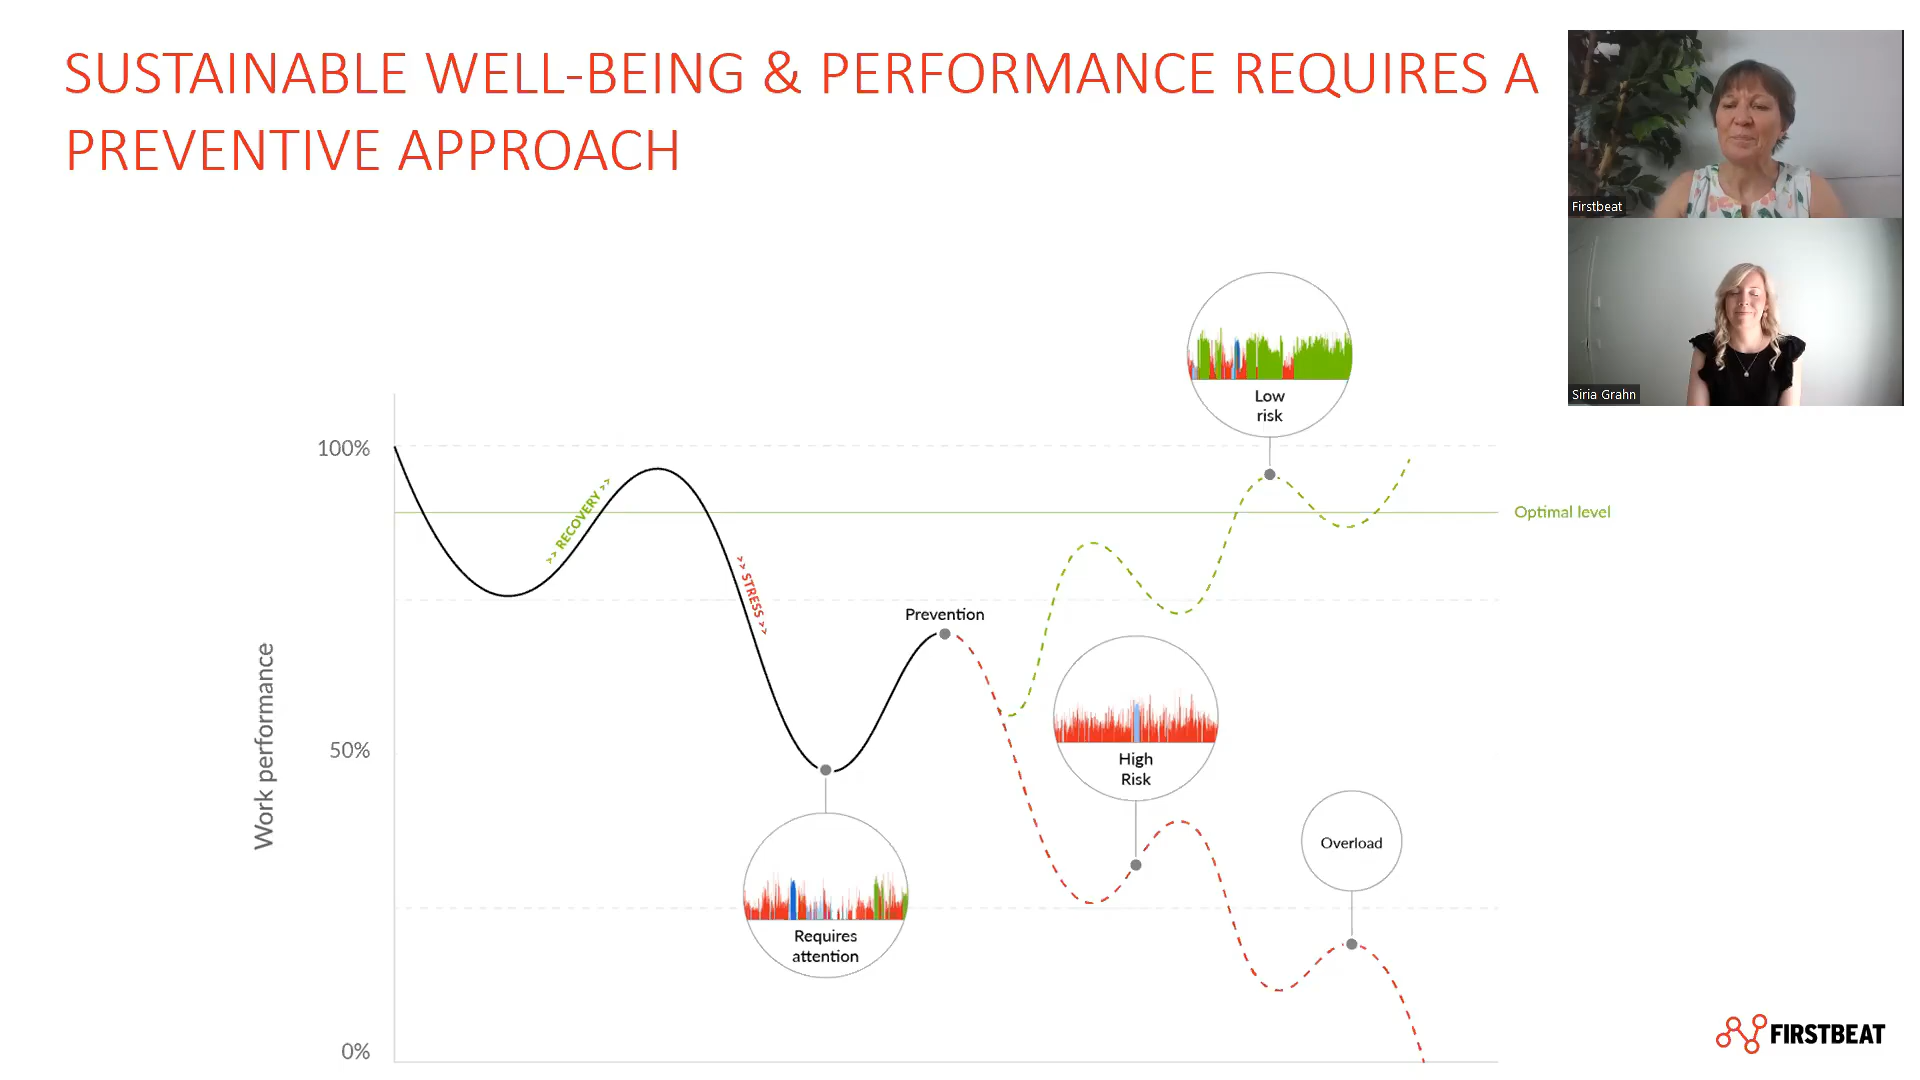 SUSTAINABLE WELL-BEING & PERFORMANCE REQUIRES A
PREVENTIVE APPROACH
Firstbeat
Siria Grahn
Low
risk
100%
>> RECOVERY >>
Optimal level
>> STRESS >>
Prevention
Work performance
50%
High
Risk
Overload
Requires
attention
0%
FIRSTBEAT